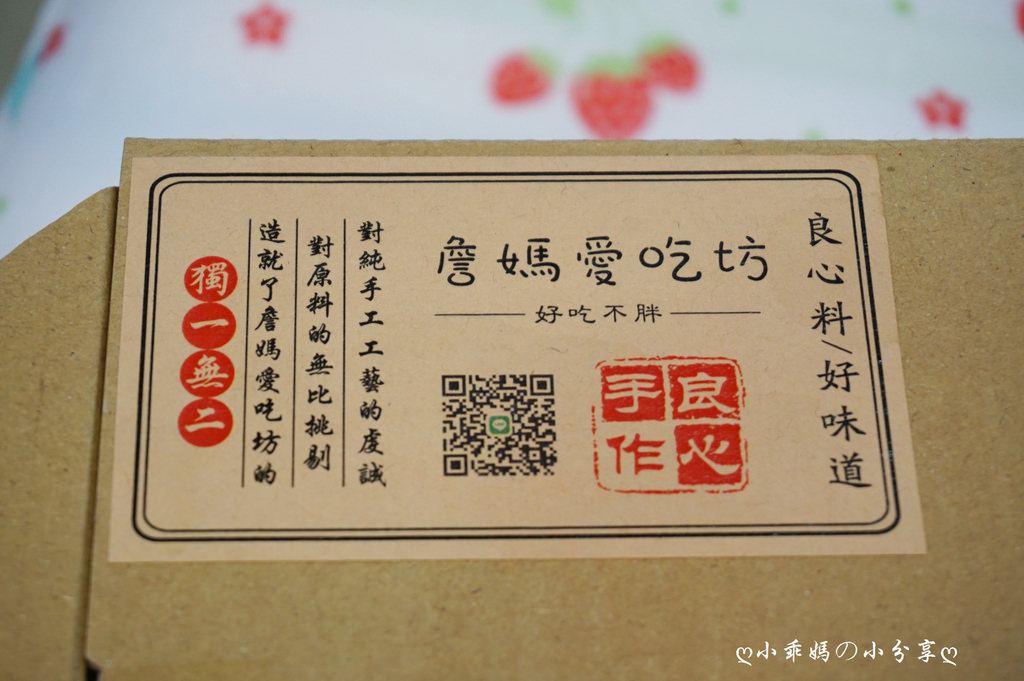 良心料/好味道
詹媽愛吃坊
好吃不胖
良心
手作
對純手工工藝的虔誠
對原料的無比挑剔
造就了詹媽愛吃坊的
獨一無二
ღ小乖媽の小分享ღ